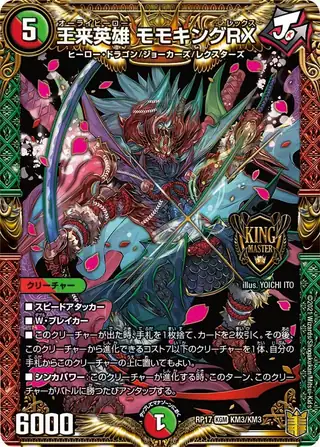 5
オーライヒーロー レックス
王来英雄 モモキングRX
ヒーロー・ドラゴン/ジョーカーズ/レクスターズ
J
KING
MASTER
illus. YOICHI ITO
クリーチャー
■スピードアタッカー
■W・ブレイカー
■このクリーチャーが出た時、手札を1枚捨て、カードを2枚引く。その後、
このクリーチャーから進化できるコスト7以下のクリーチャーを1体、自分の
手札からこのクリーチャーの上に置いてもよい。
■シンカパワー:このクリーチャーが進化する時、このターン、このクリー
チャーがバトルに勝ったびアンタップする。
6000
1
RP17 KGM KM3/KM3